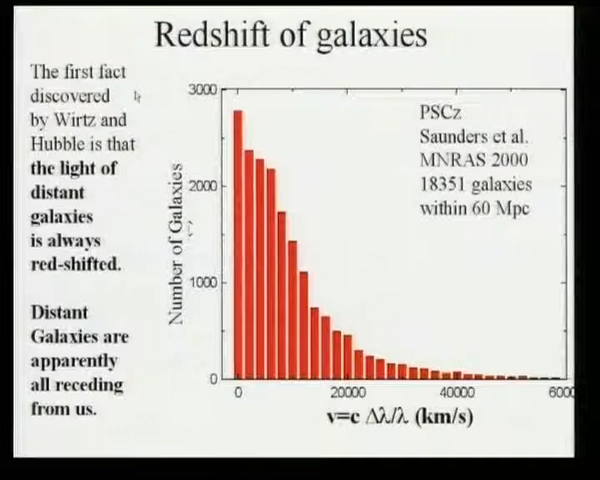 Redshift of galaxies
The first fact
discovered
by Wirtz and
Hubble is that
the light of
distant
galaxies
is always
red-shifted.
Distant
Galaxies are
apparently
all receding
from us.
Number of Galaxies
3000
2000
1000
0
PSCz
Saunders et al.
MNRAS 2000
18351 galaxies
within 60 Mpc
0 20000 40000 6000
v=c Δλ/λ (km/s)